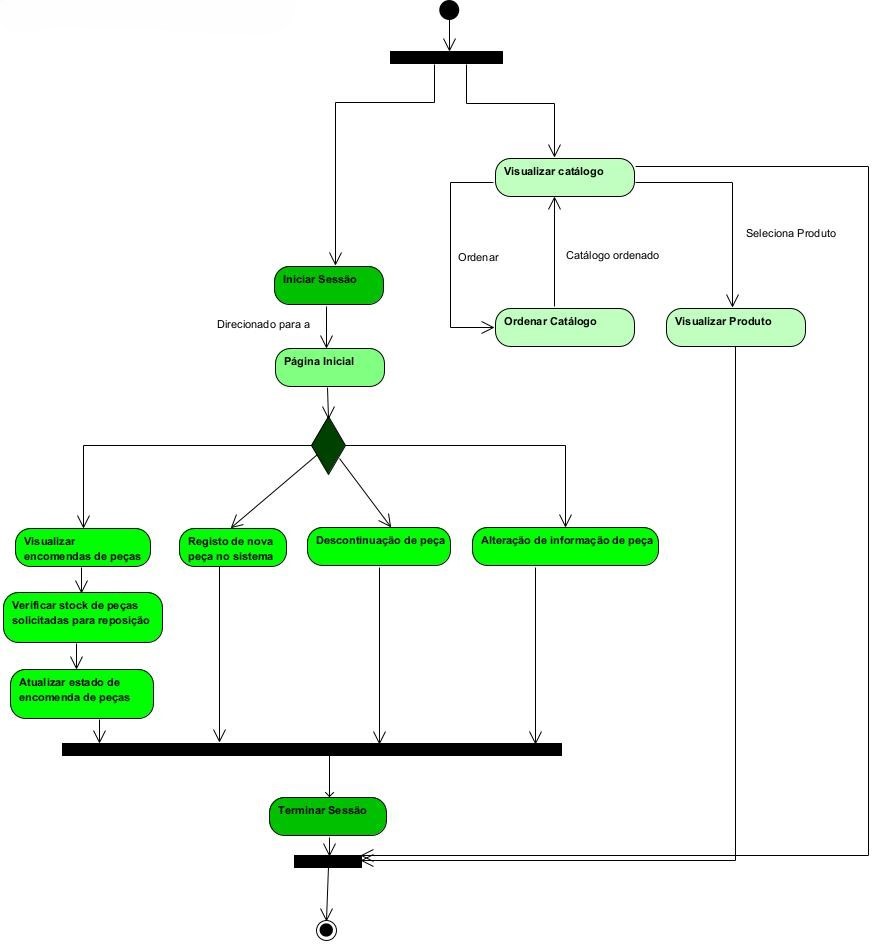 Visualizar catálogo
Seleciona Produto
Ordenar
Catálogo ordenado
Iniciar Sessão
Ordenar Catálogo
Visualizar Produto
Direcionado para a
Página Inicial
Visualizar
encomendas de peças
Registo de nova
peça no sistema
Descontinuação de peça
Alteração de informação de peça
Verificar stock de peças
solicitadas para reposição
Atualizar estado de
encomenda de peças
Terminar Sessão